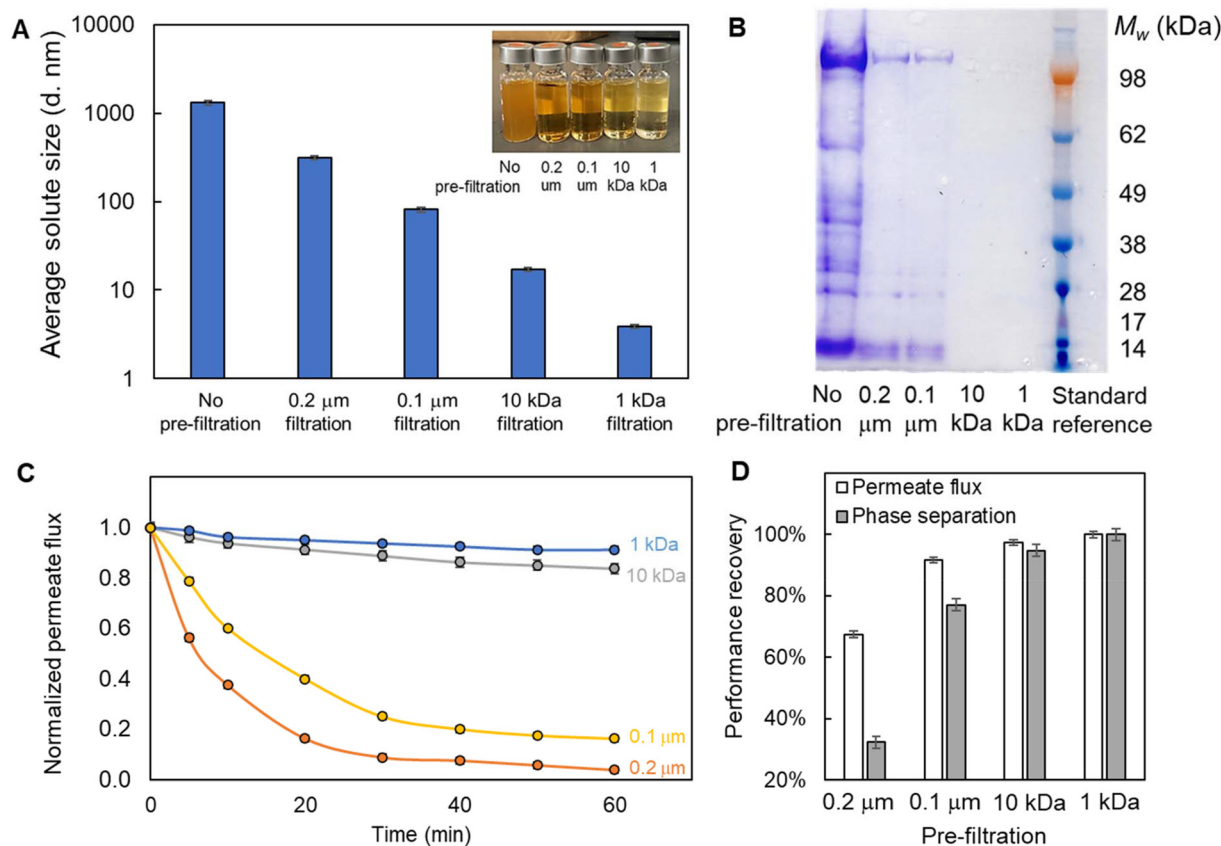 A
Average solute size (d. nm)
10000
1000
100
10
1
No
pre-filtration
0.2 μm
filtration
0.1 μm
filtration
10 kDa
filtration
1 kDa
filtration
No
pre-filtration
0.2
um
0.1
um
10
kDa
1
kDa
B
Mw (kDa)
98
62
49
38
28
17
14
No
pre-filtration
0.2
μm
0.1
μm
10
kDa
1
kDa
Standard
reference
C
Normalized permeate flux
1.0
0.8
0.6
0.4
0.2
0.0
1 kDa
10 kDa
0.1 μm
0.2 μm
0
20
40
60
Time (min)
D
Permeate flux
Phase separation
Performance recovery
100%
80%
60%
40%
20%
0.2 μm
0.1 μm
10 kDa
1 kDa
Pre-filtration